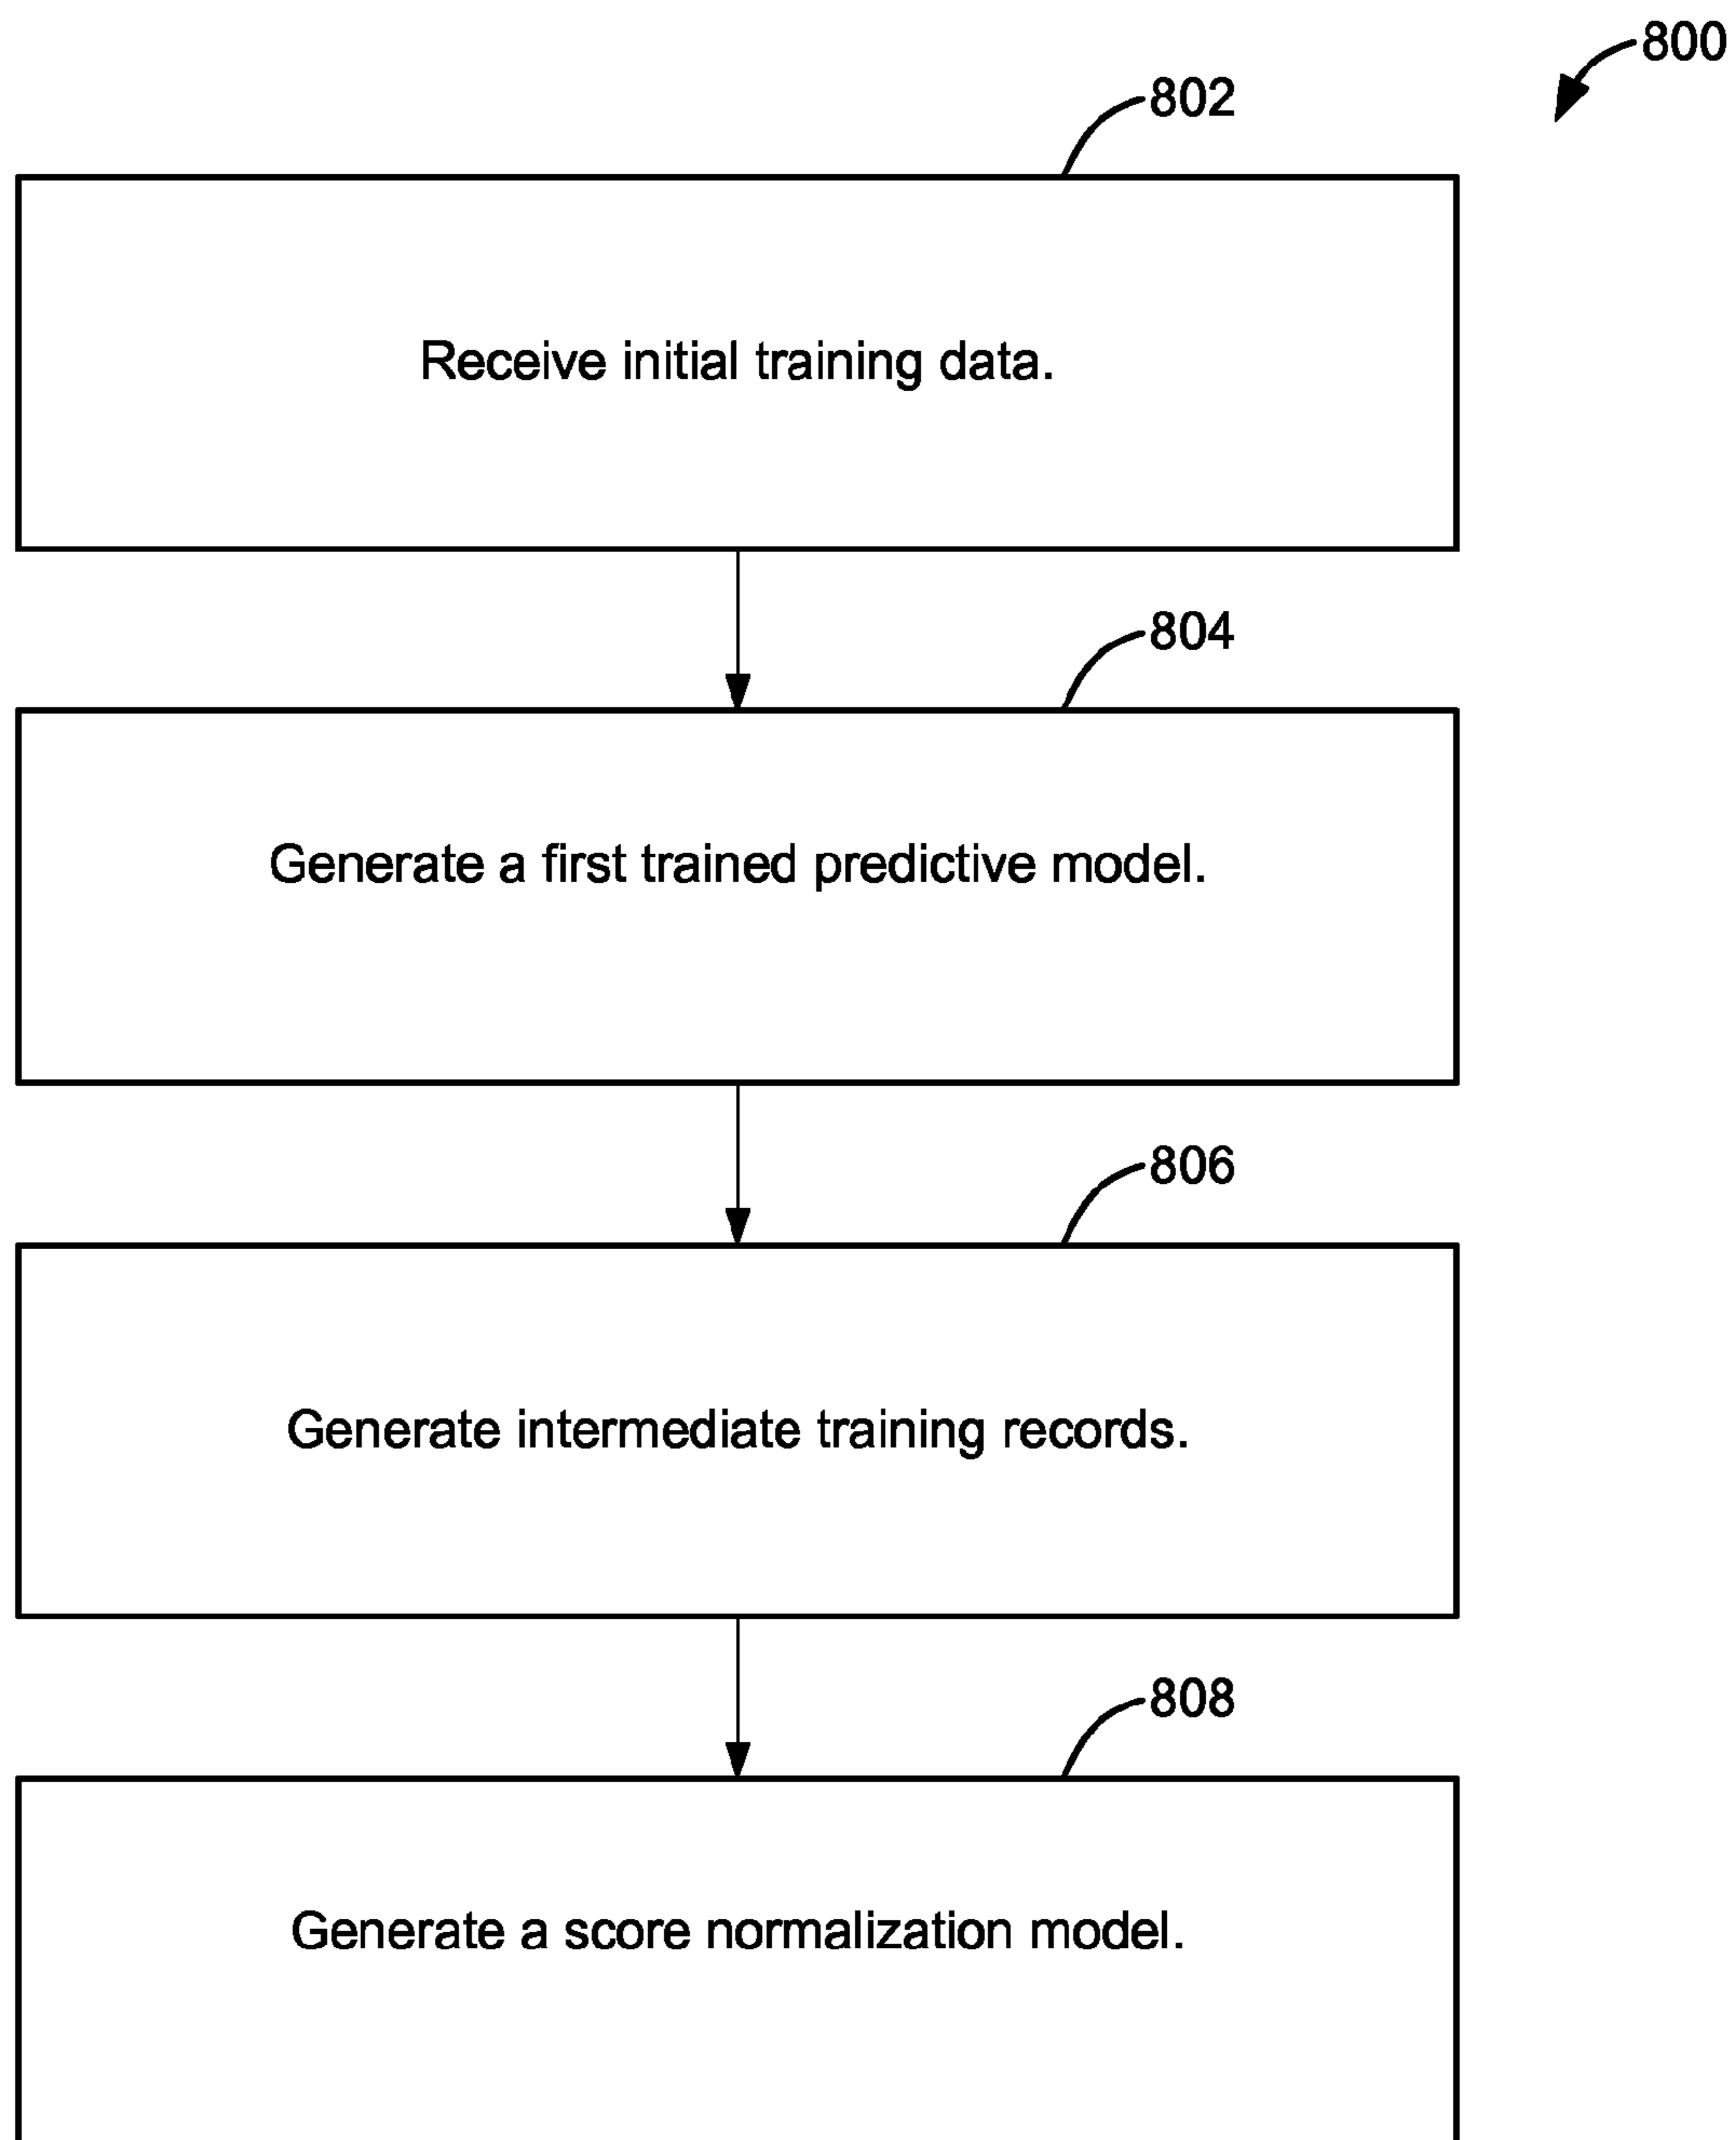 800
802
Receive initial training data.
804
Generate a first trained predictive model.
806
Generate intermediate training records.
808
Generate a score normalization model.